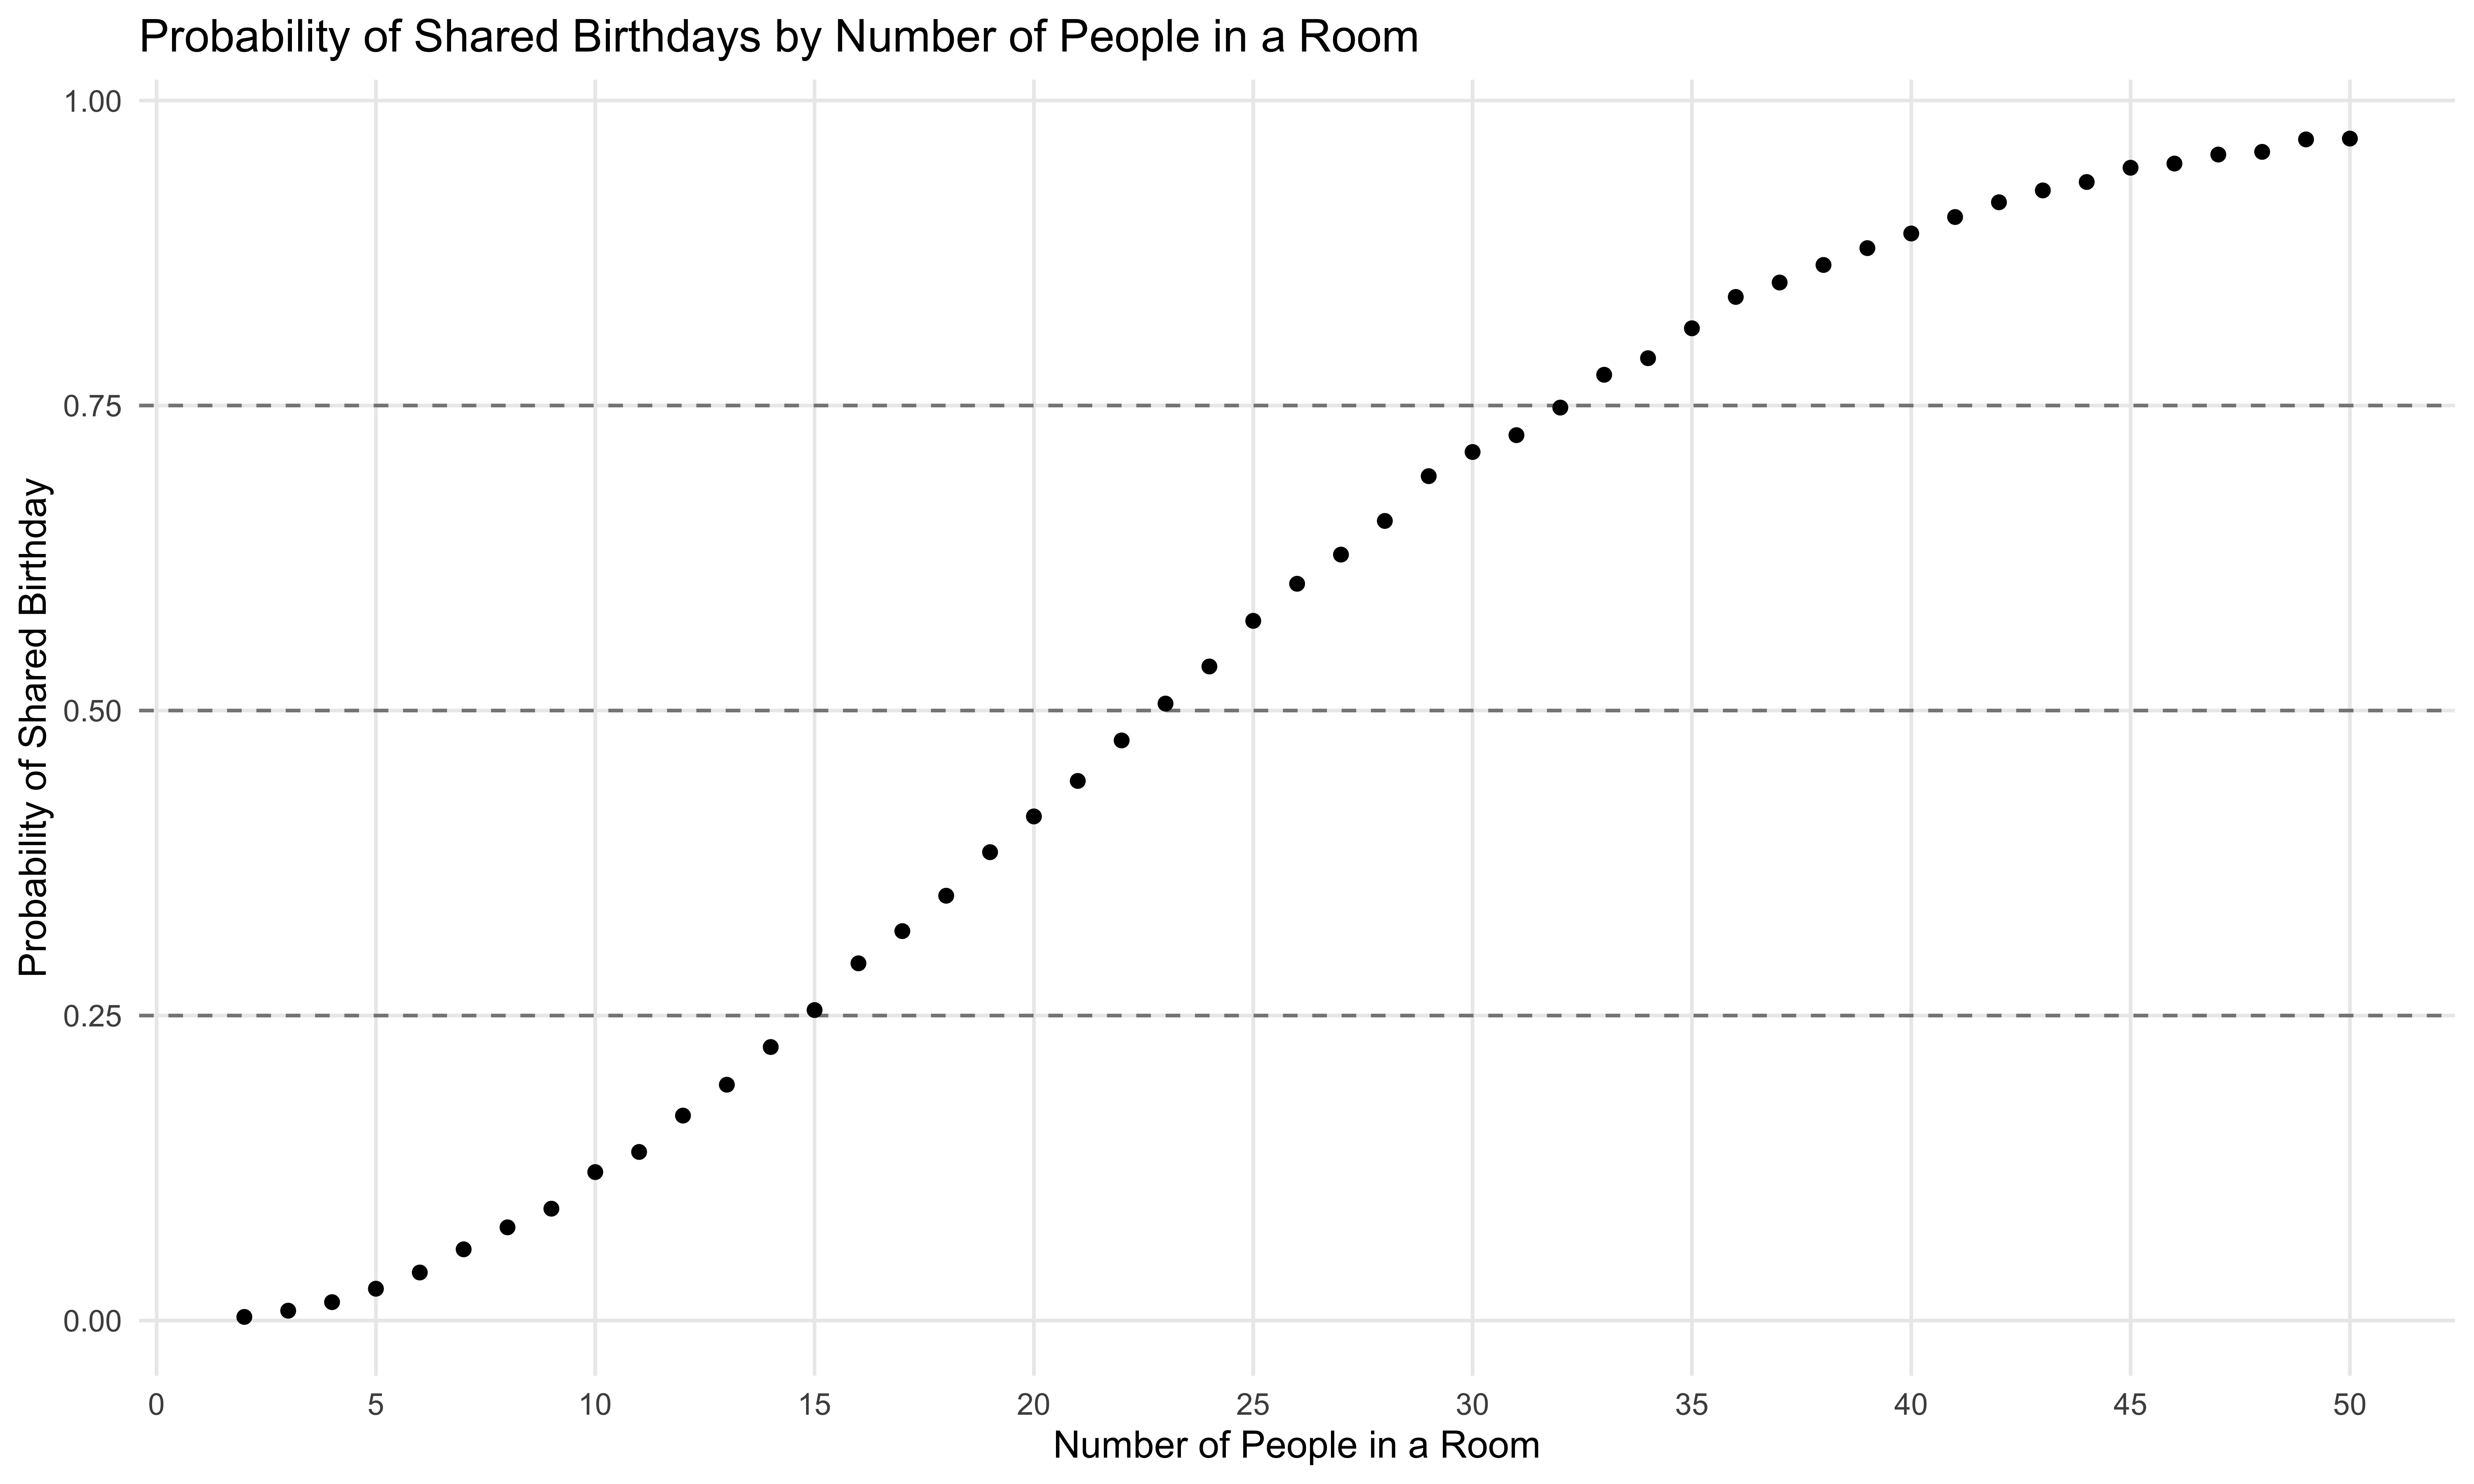 Probability of Shared Birthdays by Number of People in a Room
1.00
0.75
0.50
0.25
0.00
Probability of Shared Birthday
0 5 10 15 20 25 30 35 40 45 50
Number of People in a Room